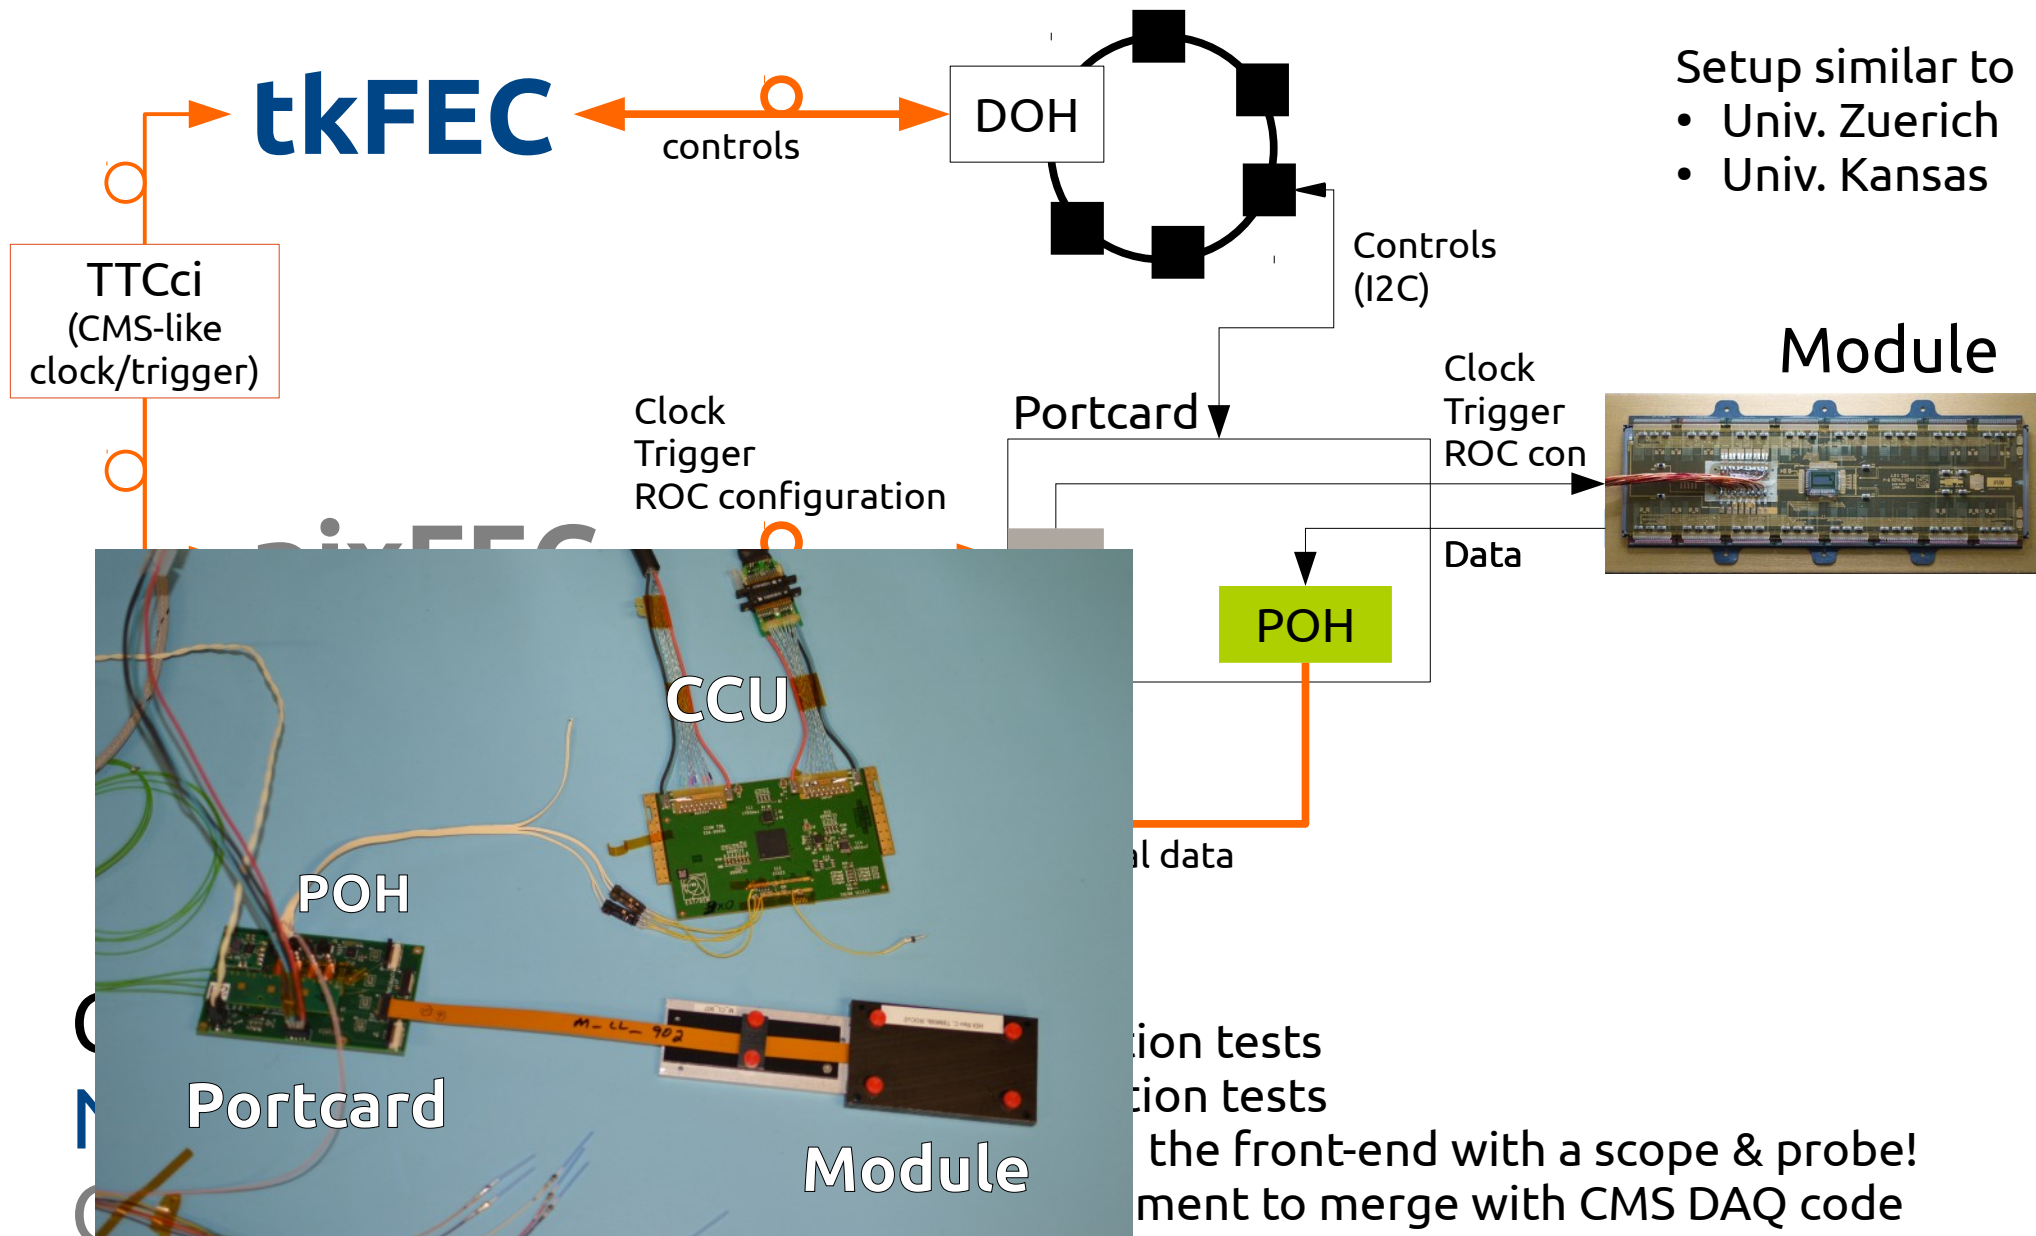 tkFEC
controls
DOH
Setup similar to
• Univ. Zuerich
• Univ. Kansas
TTCci
(CMS-like
clock/trigger)
Controls
(I2C)
Module
Clock
Trigger
ROC configuration
Portcard
Clock
Trigger
ROC con
Data
POH
CCU
al data
POH
M_LL_902
Portcard
Module
ion tests
tion tests
the front-end with a scope & probe!
ment to merge with CMS DAQ code